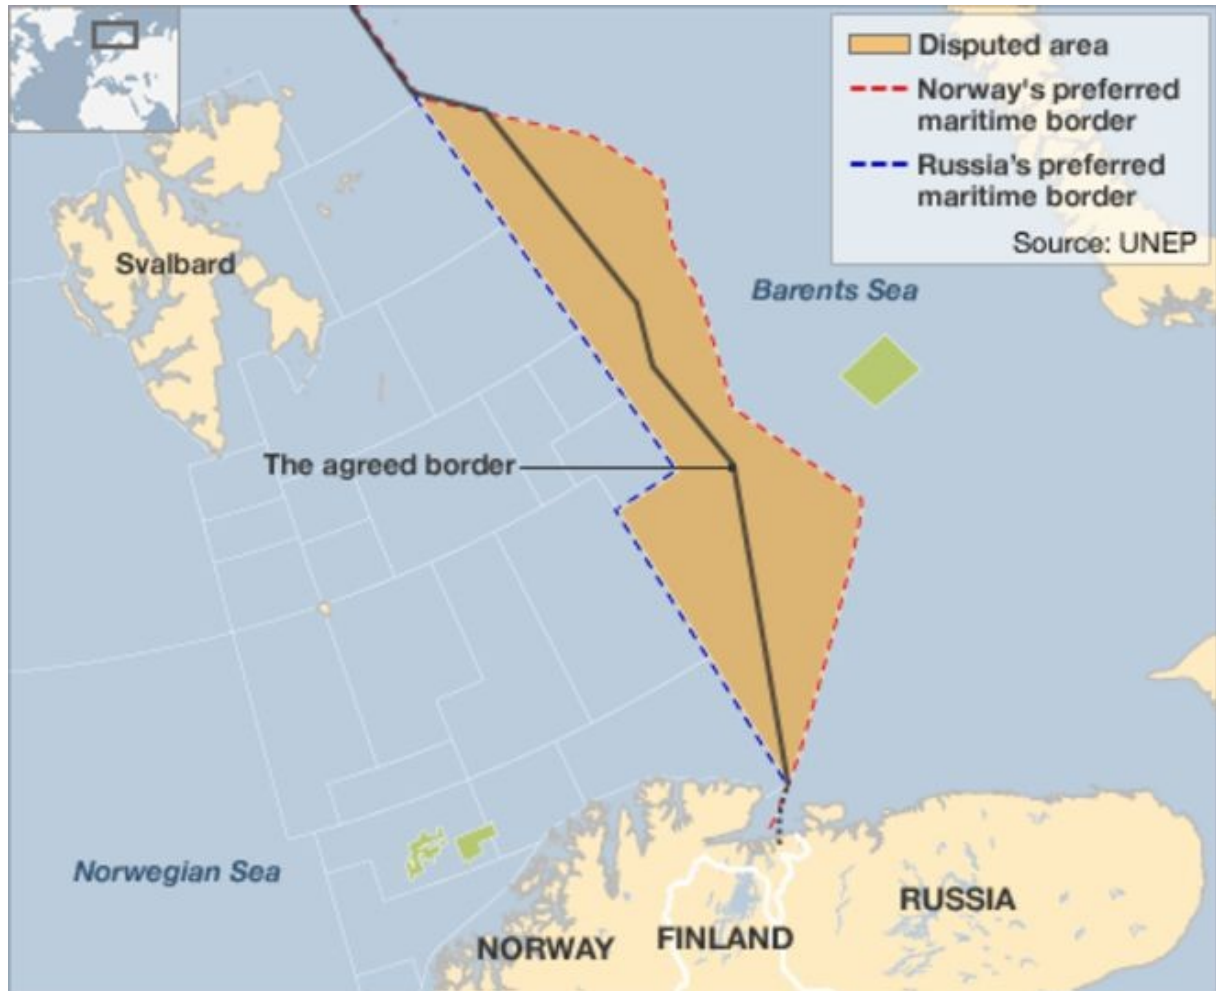 Disputed area
Norway's preferred
maritime border
Russia's preferred
maritime border
Source: UNEP
Svalbard
Barents Sea
The agreed border
Norwegian Sea
RUSSIA
FINLAND
NORWAY